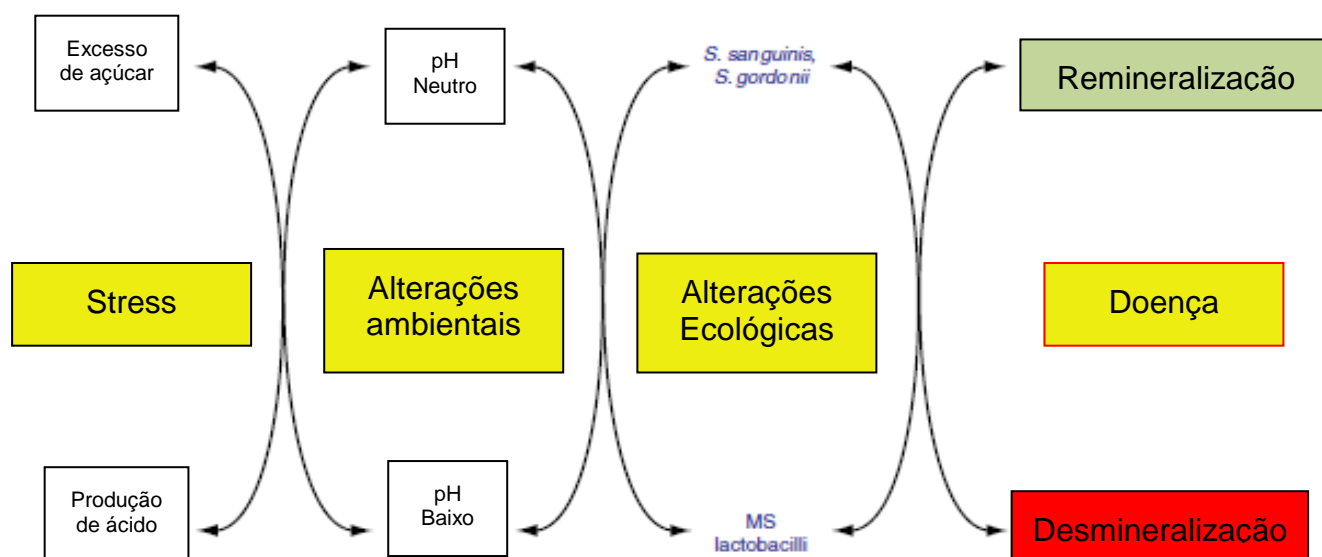 Excesso
de açúcar
pH
Neutro
S. sanguinis,
S. gordonii
Remineralização
Stress
Alterações
ambientais
Alterações
Ecológicas
Doença
Produção
de ácido
pH
Baixo
MS
lactobacilli
Desmineralização